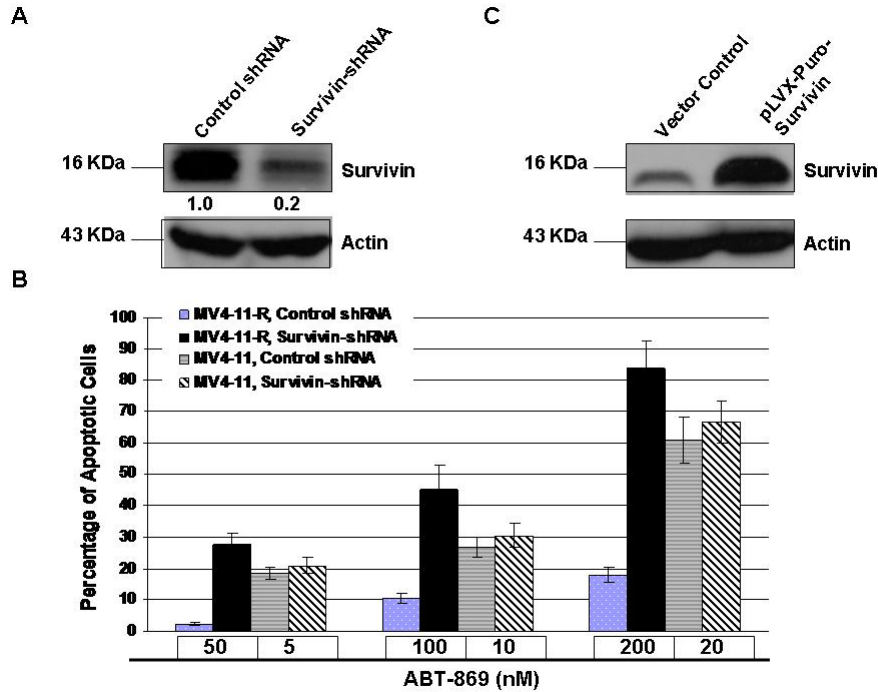 A
Control shRNA
Survivin-shRNA
16 KDa
Survivin
1.0 0.2
43 KDa
Actin
C
Vector Control
pLVX-Puro-
Survivin
16 KDa
Survivin
43 KDa
Actin
B
Percentage of Apoptotic Cells
100
90
80
70
60
50
40
30
20
10
0
MV4-11-R, Control shRNA
MV4-11-R, Survivin-shRNA
MV4-11, Control shRNA
MV4-11, Survivin-shRNA
50 5 100 10 200 20
ABT-869 (nM)